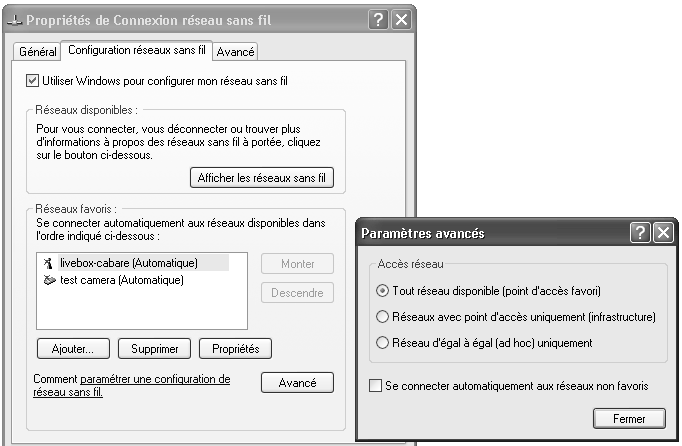 Propriétés de Connexion réseau sans fil
Général
Configuration réseaux sans fil
Avancé
Utiliser Windows pour configurer mon réseau sans fil
Réseaux disponibles :
Pour vous connecter, vous déconnecter ou trouver plus
d'informations à propos des réseaux sans fil à portée, cliquez
sur le bouton ci-dessous.
Afficher les réseaux sans fil
Réseaux favoris :
Se connecter automatiquement aux réseaux disponibles dans
l'ordre indiqué ci-dessous :
livebox-cabare (Automatique)
test camera (Automatique)
Monter
Descendre
Ajouter...
Supprimer
Propriétés
Comment paramétrer une configuration de
réseau sans fil.
Avancé
Paramètres avancés
Accès réseau
Tout réseau disponible (point d'accès favori)
Réseaux avec point d'accès uniquement (infrastructure)
Réseau d'égal à égal (ad hoc) uniquement
Se connecter automatiquement aux réseaux non favoris
Fermer